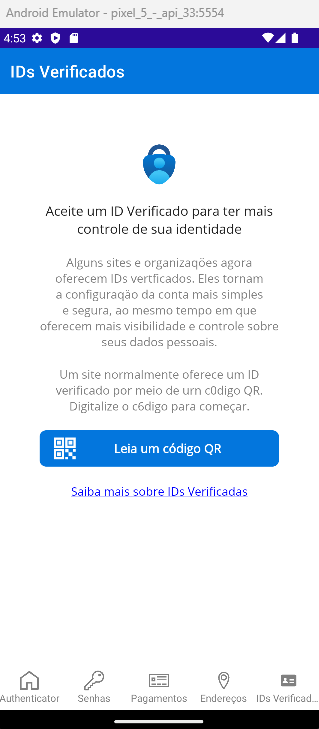 Android Emulator - pixel_5_-_api_33:5554
4:53
IDs Verificados
Aceite um ID Verificado para ter mais
controle de sua identidade
Alguns sites e organizaqões agora
oferecem IDs vertficados. Eles tornam
a configuraqäo da conta mais simples
e segura, ao mesmo tempo em que
oferecem mais visibilidade e controle sobre
seus dados pessoais.
Um site normalmente oferece um ID
verificado por meio de urn c0digo QR.
Digitalize o c6digo para começar.
Leia um código QR
Saiba mais sobre IDs Verificadas
Authenticator Senhas Pagamentos Endereços IDs Verificad...